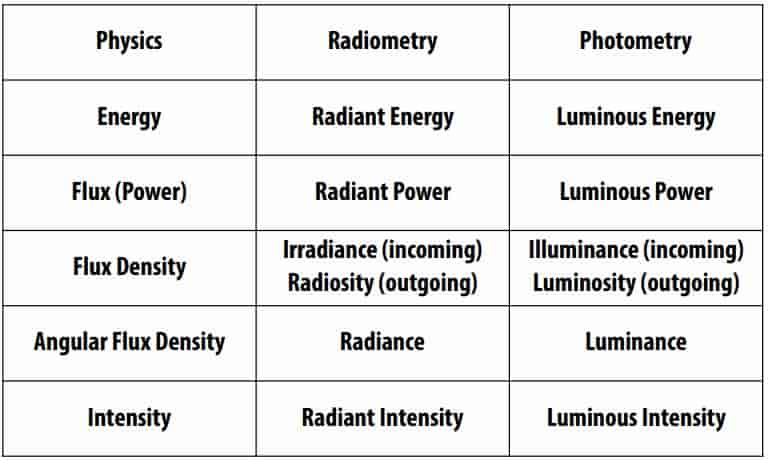 Physics Radiometry Photometry
Energy Radiant Energy Luminous Energy
Flux (Power) Radiant Power Luminous Power
Flux Density Irradiance (incoming) Illuminance (incoming)
Radiosity (outgoing) Luminosity (outgoing)
Angular Flux Density Radiance Luminance
Intensity Radiant Intensity Luminous Intensity